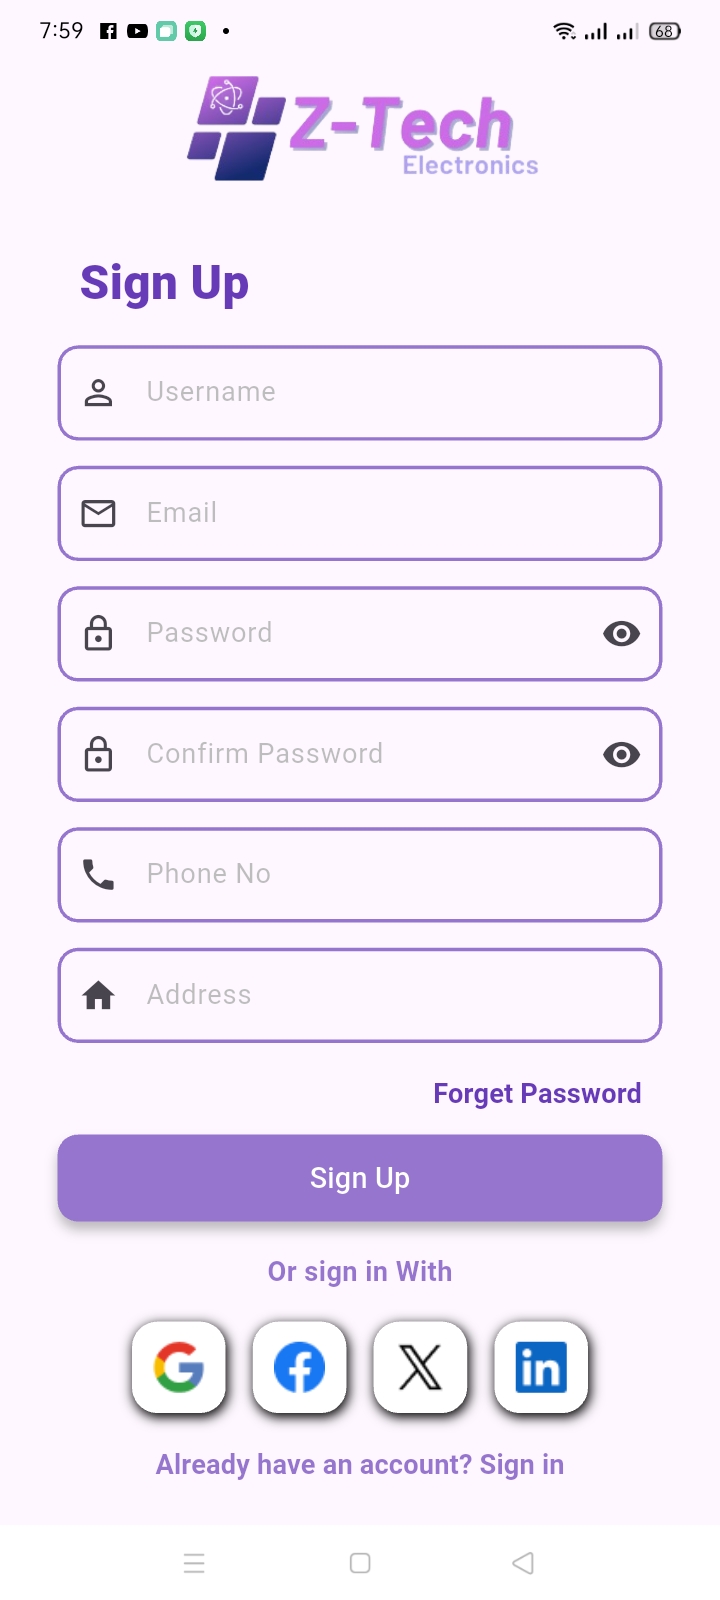 7:59
68
Z-Tech
Electronics
Sign Up
Username
Email
Password
Confirm Password
Phone No
Address
Forget Password
Sign Up
Or sign in With
Already have an account? Sign in